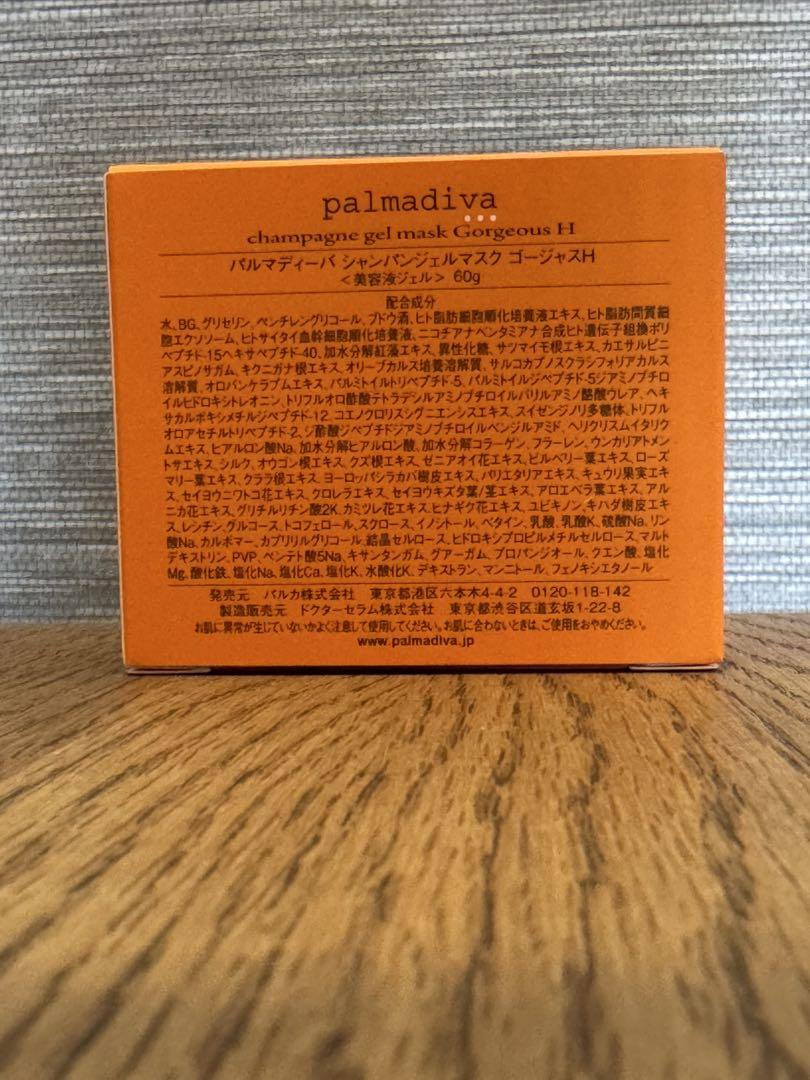 palmadiva
champagne gel mask Gorgeous H
パルマディーバ シャンパンジェルマスク ゴージャスH
＜美容液ジェル＞ 60g
配合成分
水、BG、グリセリン、ペンチレングリコール、ブドウ酒、ヒト脂肪細胞順化培養液エキス、ヒト脂肪間質細
胞エクソソーム、ヒトサイタイ血幹細胞順化培養液、ニコチアナベンタミアナ合成ヒト遺伝子組換ポリ
ペプチド-15ヘキサペプチド-40、加水分解紅藻エキス、異性化糖、サツマイモ根エキス、カエサルピニ
アスピノサガム、キクニガナ根エキス、オリーブカルス培養溶解質、サルコカプノスクラシフォリアカルス
溶解質、オロバンケラプムエキス、パルミトイルトリペプチド-5、パルミトイルジペプチド-5ジアミノブチロ
イルヒドロキシトレオニン、トリフルオロ酢酸テトラデシルアミノブチロイルバリルアミノ酪酸ウレア、ヘキ
サカルボキシメチルジペプチド-12、コエノクロリスシグニエンシスエキス、スイゼンジノリ多糖体、トリフル
オロアセチルトリペプチド-2、ジ酢酸ジペプチドジアミノブチロイルベンジルアミド、ヘリクリスムイタリク
ムエキス、ヒアルロン酸Na、加水分解ヒアルロン酸、加水分解コラーゲン、フラーレン、ウンカリアトメン
トサエキス、シルク、オウゴン根エキス、クズ根エキス、ゼニアオイ花エキス、ビルベリー葉エキス、ローズ
マリー葉エキス、クララ根エキス、ヨーロッパシラカバ樹皮エキス、パリエタリアエキス、キュウリ果実エキ
ス、セイヨウニワトコ花エキス、クロレラエキス、セイヨウキズタ葉/茎エキス、アロエベラ葉エキス、アル
ニカ花エキス、グリチルリチン酸2K、カミツレ花エキス、ヒナギク花エキス、ユビキノン、キハダ樹皮エキ
ス、レシチン、グルコース、トコフェロール、スクロース、イノシトール、ベタイン、乳酸、乳酸K、硫酸Na、リン
酸Na、カルボマー、カプリリルグリコール、結晶セルロース、ヒドロキシプロピルメチルセルロース、マルト
デキストリン、PVP、ペンテト酸5Na、キサンタンガム、グアーガム、プロパンジオール、クエン酸、塩化
Mg、酸化鉄、塩化Na、塩化Ca、塩化K、水酸化K、デキストラン、マンニトール、フェノキシエタノール
発売元 パルカ株式会社 東京都港区六本木4-4-2 0120-118-142
製造販売元 ドクターセラム株式会社 東京都渋谷区道玄坂1-22-8
お肌に異常が生じていないかよく注意して使用してください。お肌に合わないときは、ご使用をおやめください。
www.palmadiva.jp